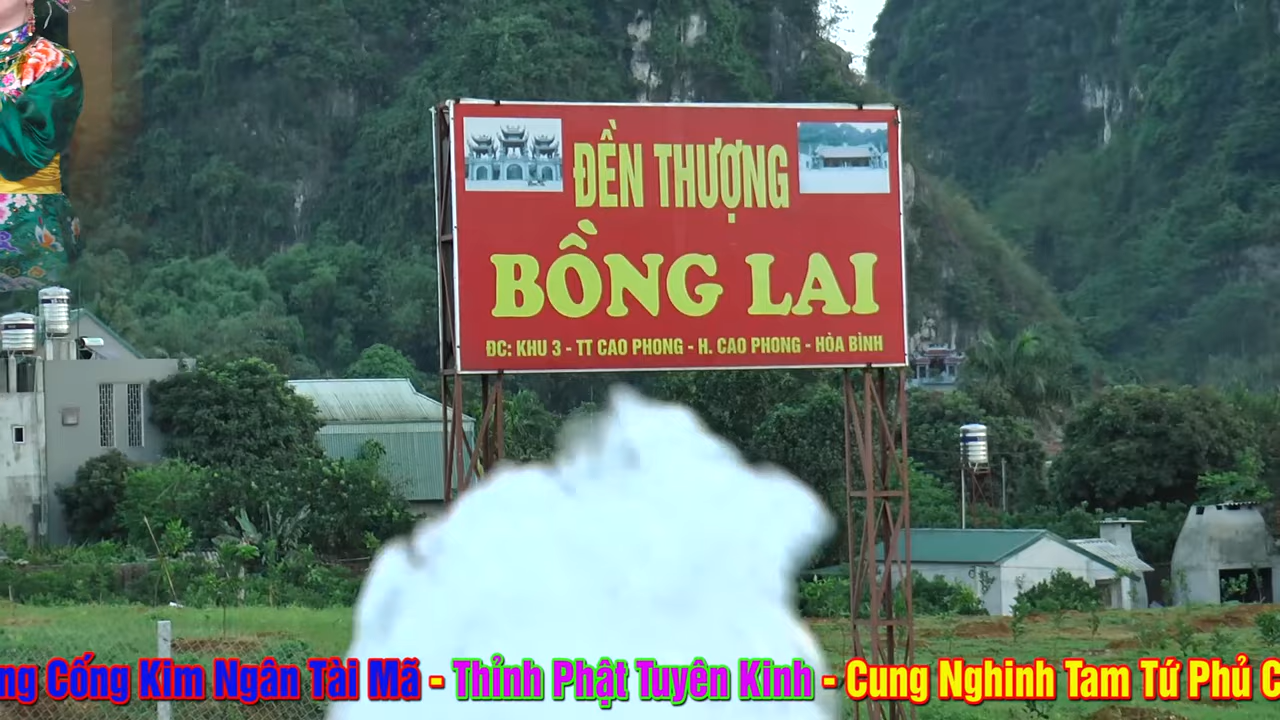 ĐỀN THƯỢNG
BỒNG LAI
ĐC: KHU 3 - TT CAO PHONG - H. CAO PHONG - HÒA BÌNH
Cống Kim Ngân Tài Mã - Thỉnh Phật Tuyên Kinh - Cung Nghinh Tam Tứ Phủ